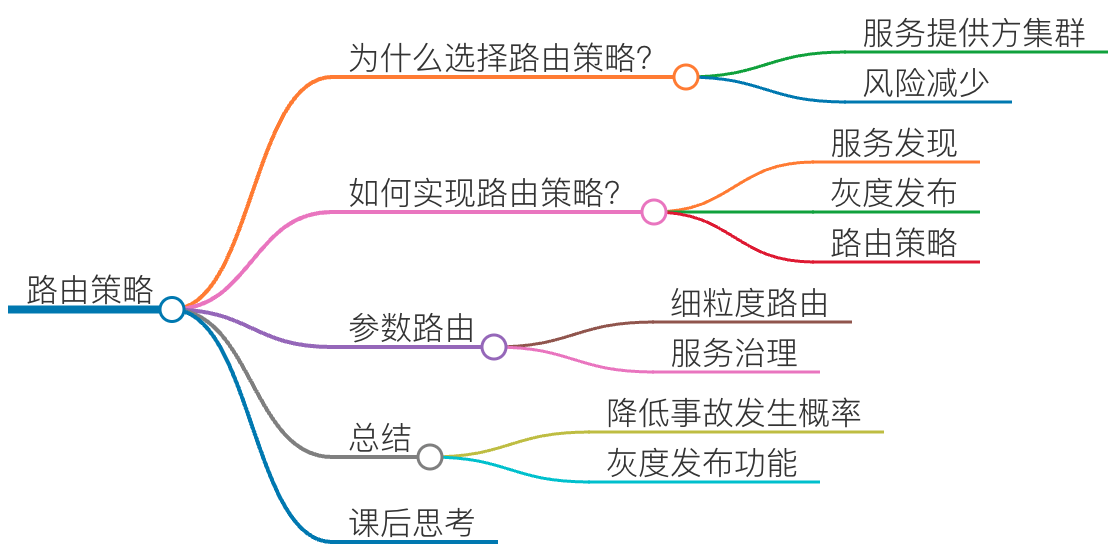 路由策略
为什么选择路由策略？
服务提供方集群
风险减少
如何实现路由策略？
服务发现
灰度发布
路由策略
参数路由
细粒度路由
服务治理
总结
降低事故发生概率
灰度发布功能
课后思考